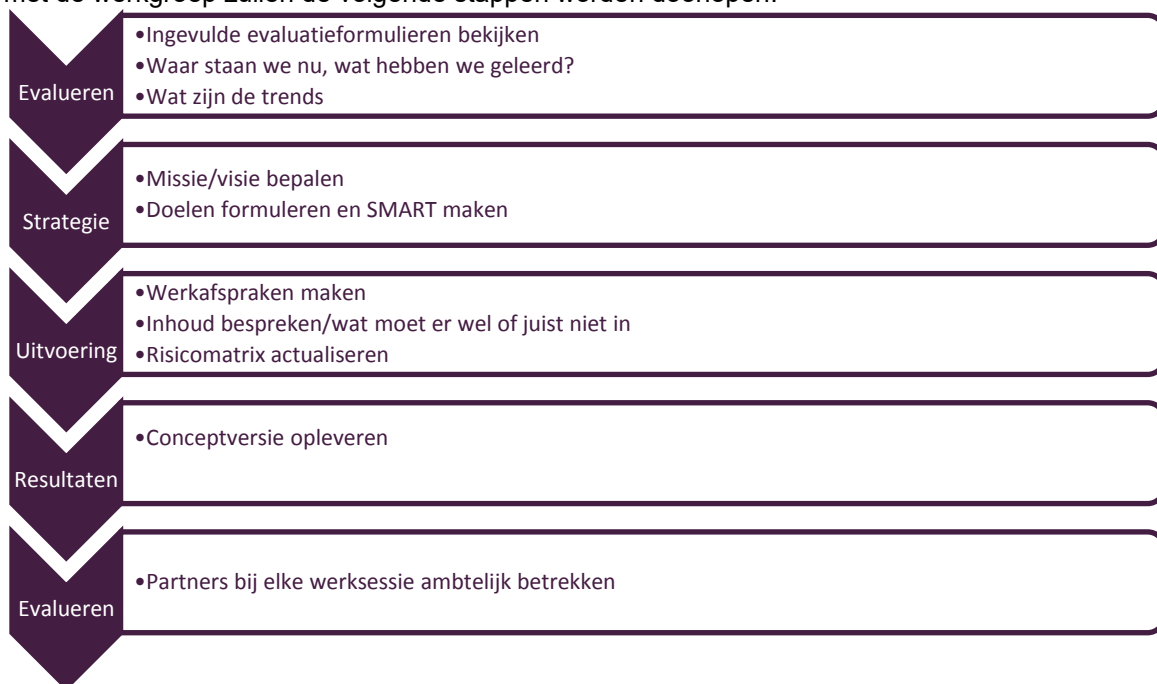 met de werkgroep zullen de volgende stappen worden doorlopen:
Evalueren
•Ingevulde evaluatieformulieren bekijken
•Waar staan we nu, wat hebben we geleerd?
•Wat zijn de trends
Strategie
•Missie/visie bepalen
•Doelen formuleren en SMART maken
Uitvoering
•Werkafspraken maken
•Inhoud bespreken/wat moet er wel of juist niet in
•Risicomatrix actualiseren
Resultaten
•Conceptversie opleveren
Evalueren
•Partners bij elke werksessie ambtelijk betrekken